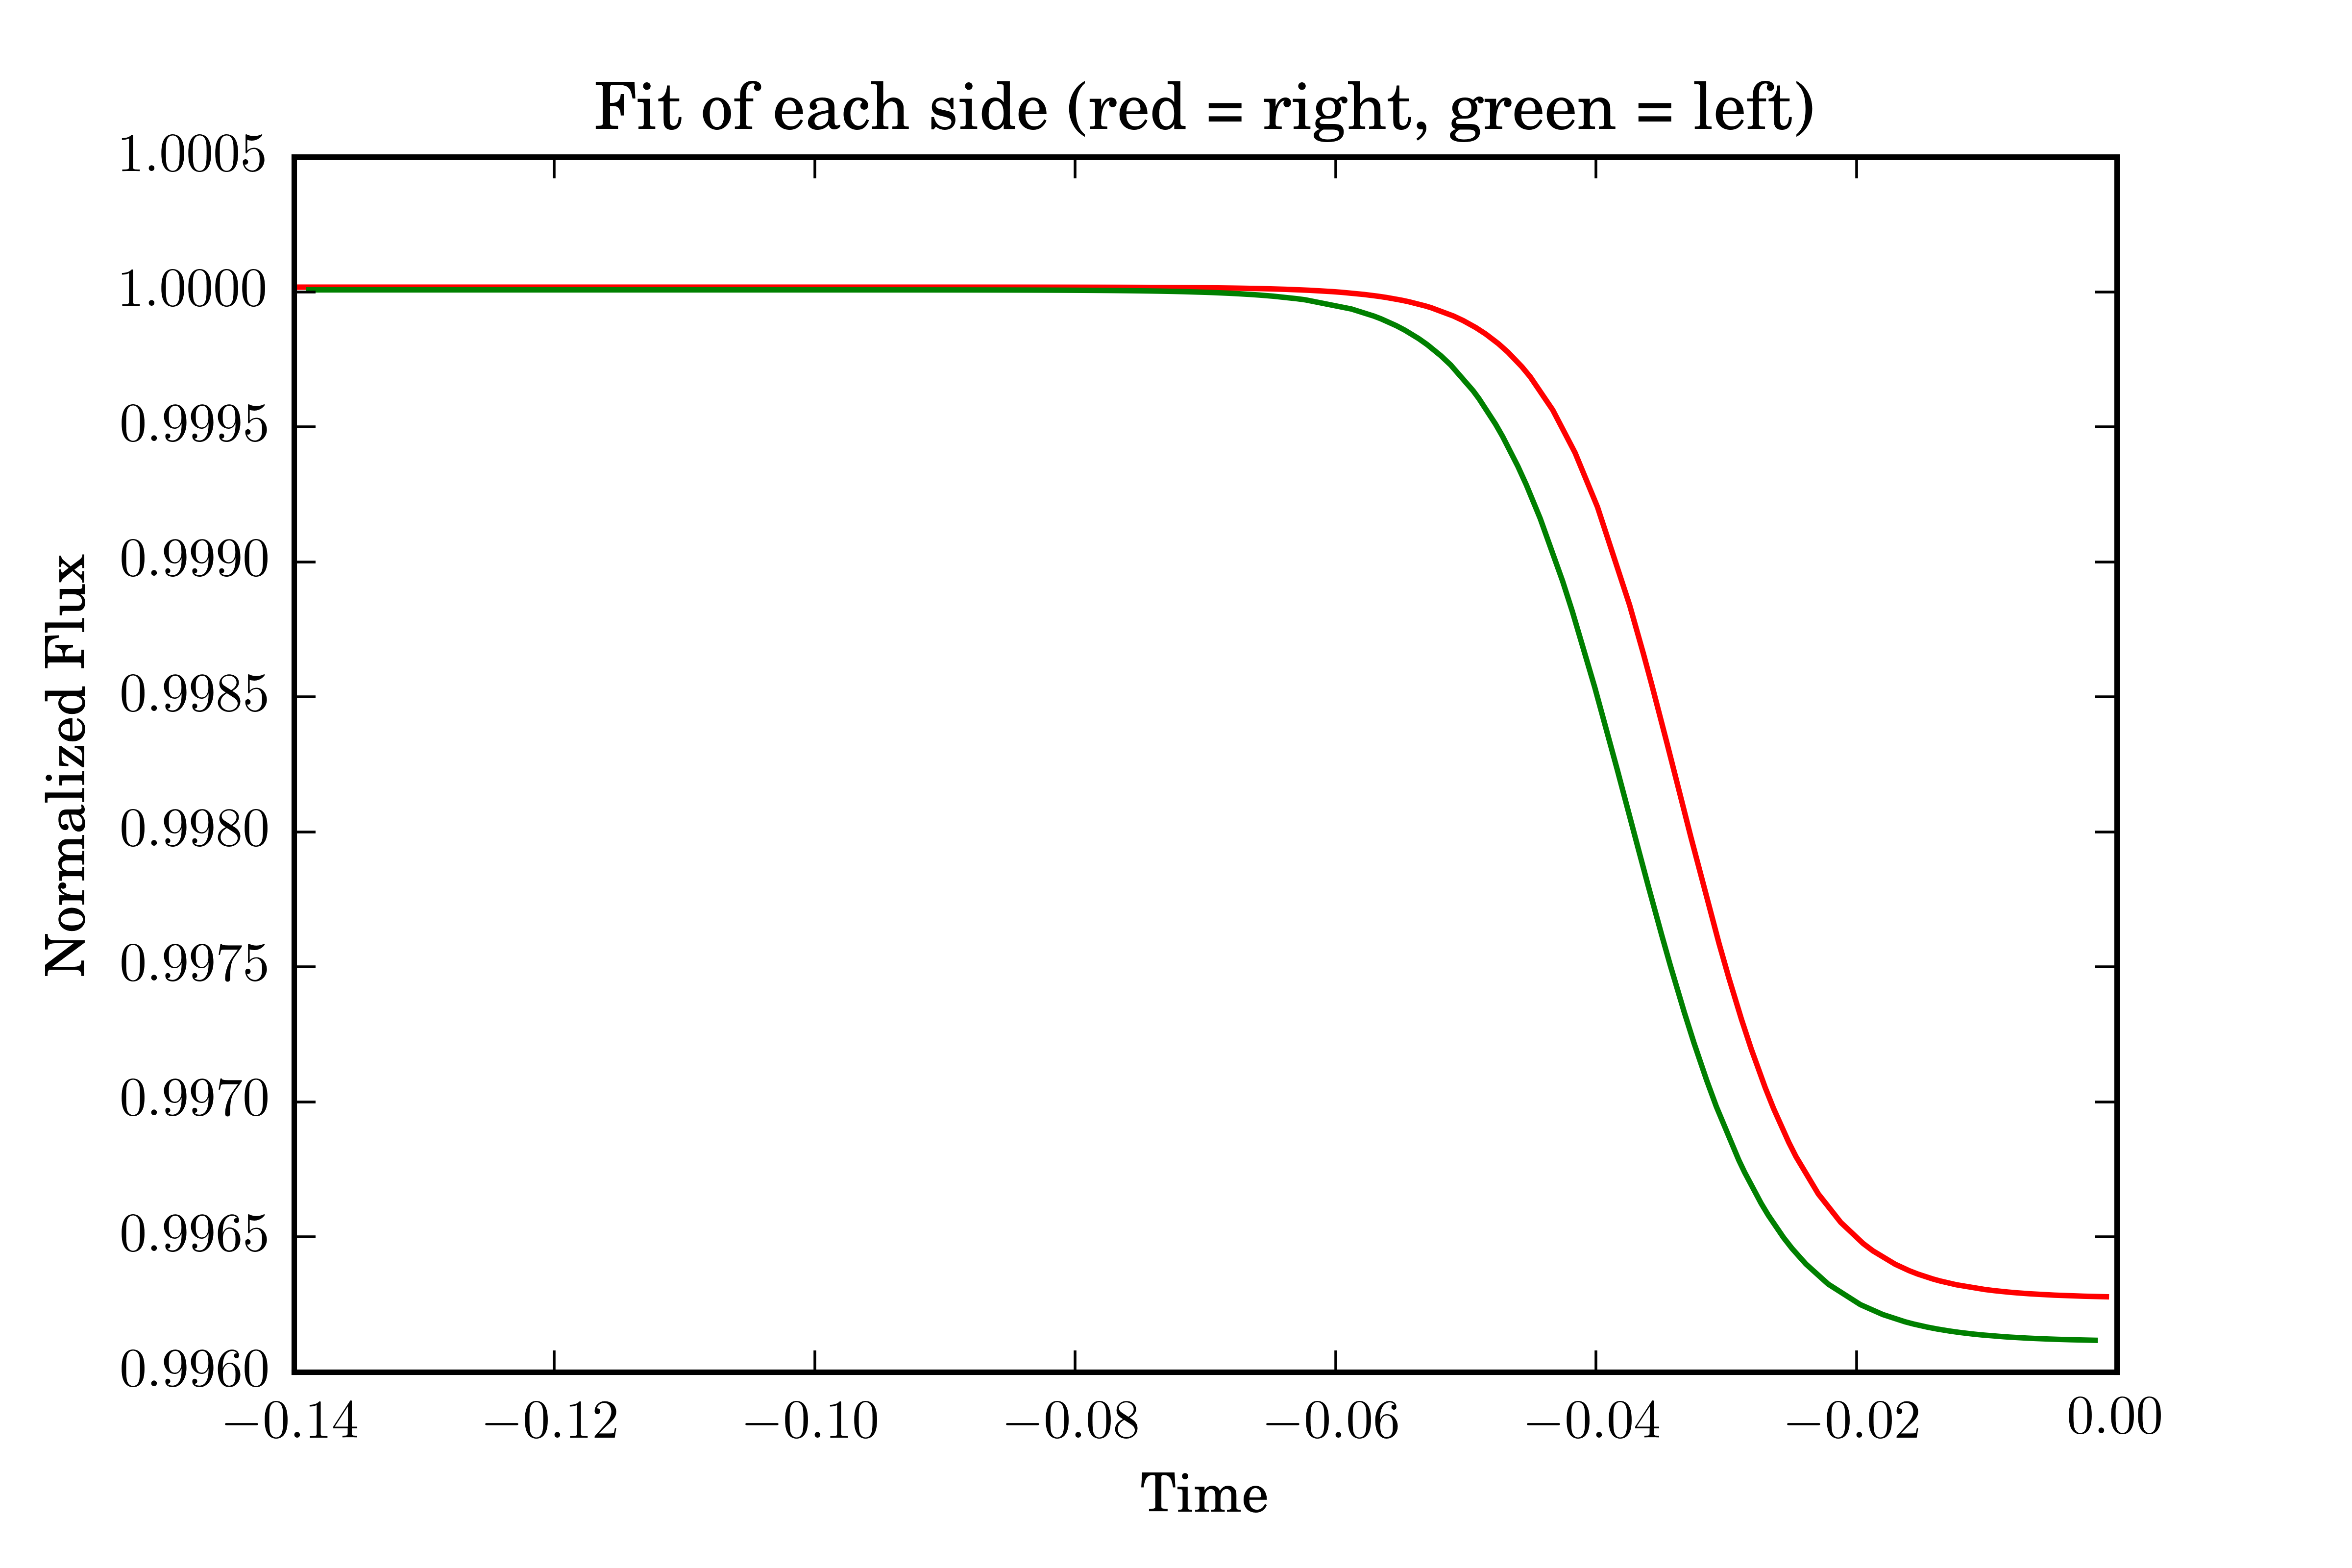 Fit of each side (red = right, green = left)
1.0005
1.0000
0.9995
0.9990
0.9985
0.9980
0.9975
0.9970
0.9965
0.9960
Normalized Flux
−0.14 −0.12 −0.10 −0.08 −0.06 −0.04 −0.02 0.00
Time